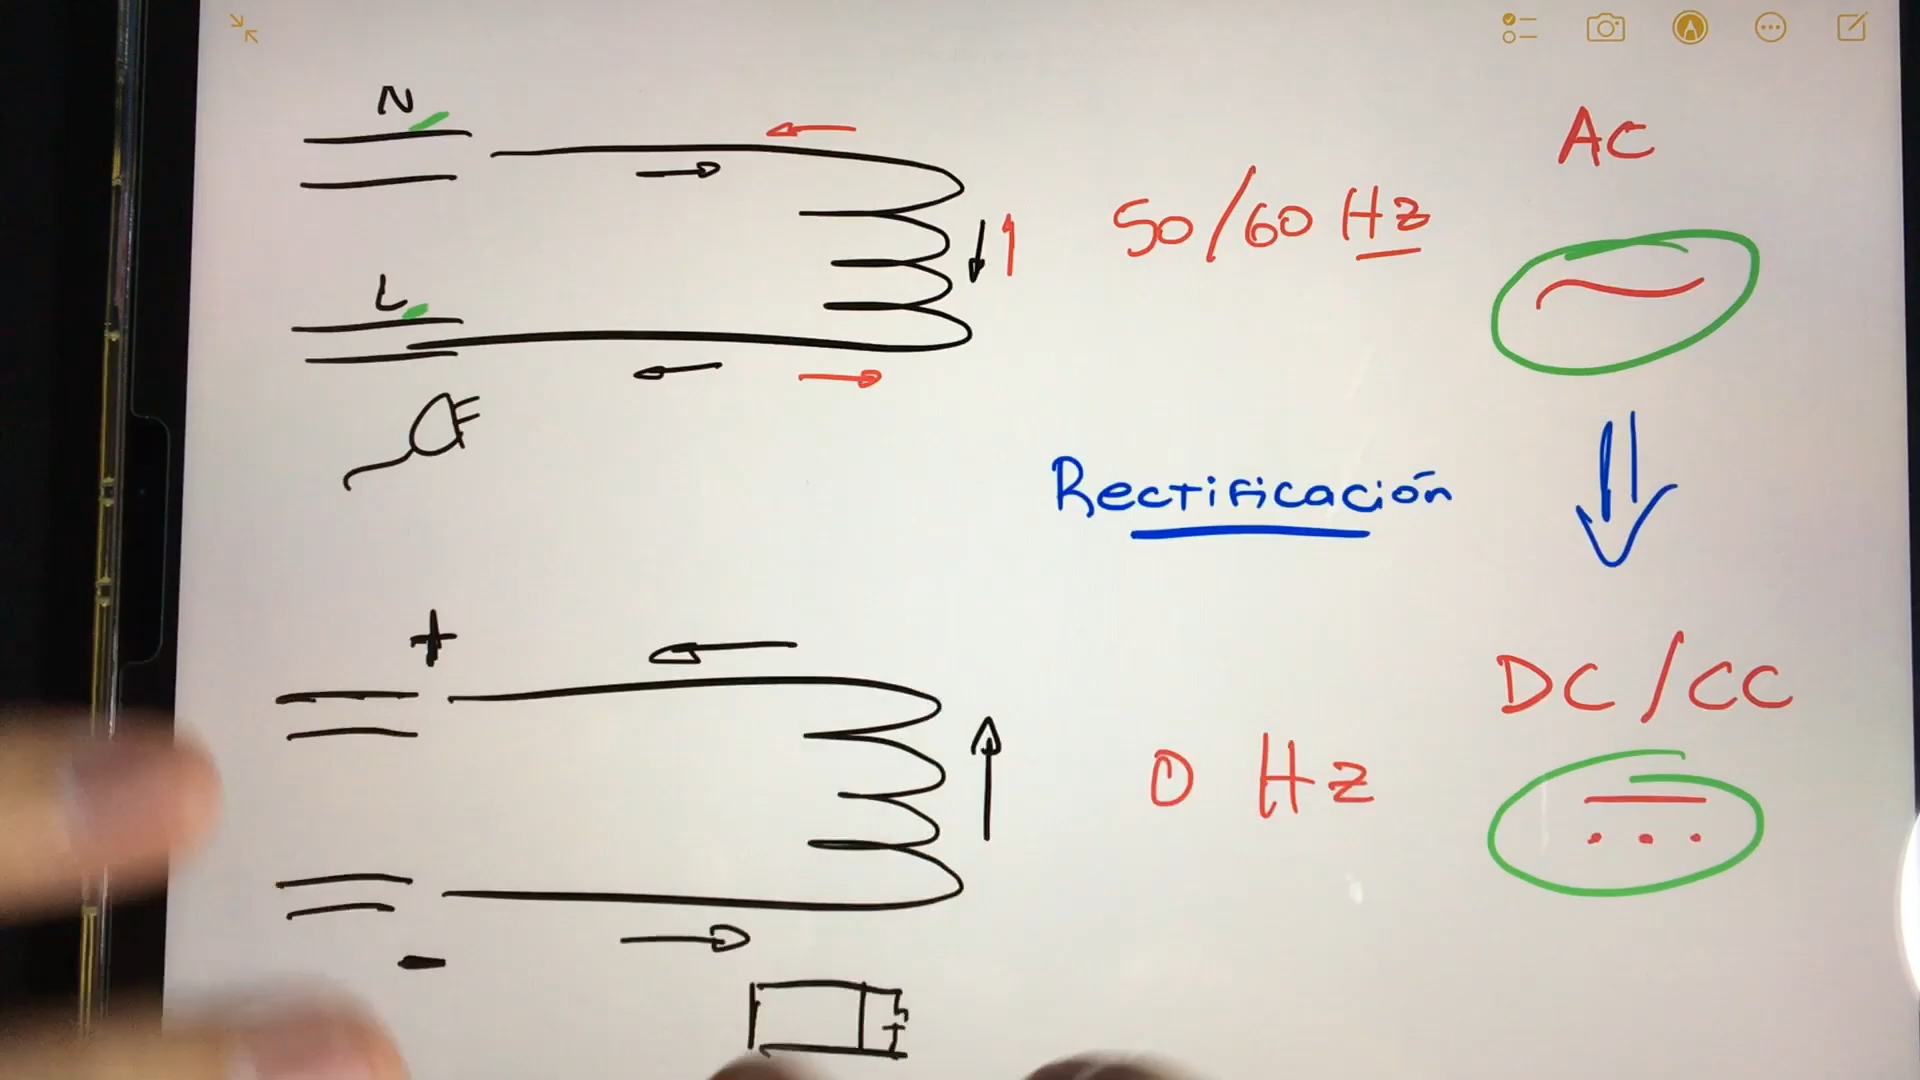 N
AC
50/60 Hz
L
Rectificación
+
DC/CC
0 Hz
-
+